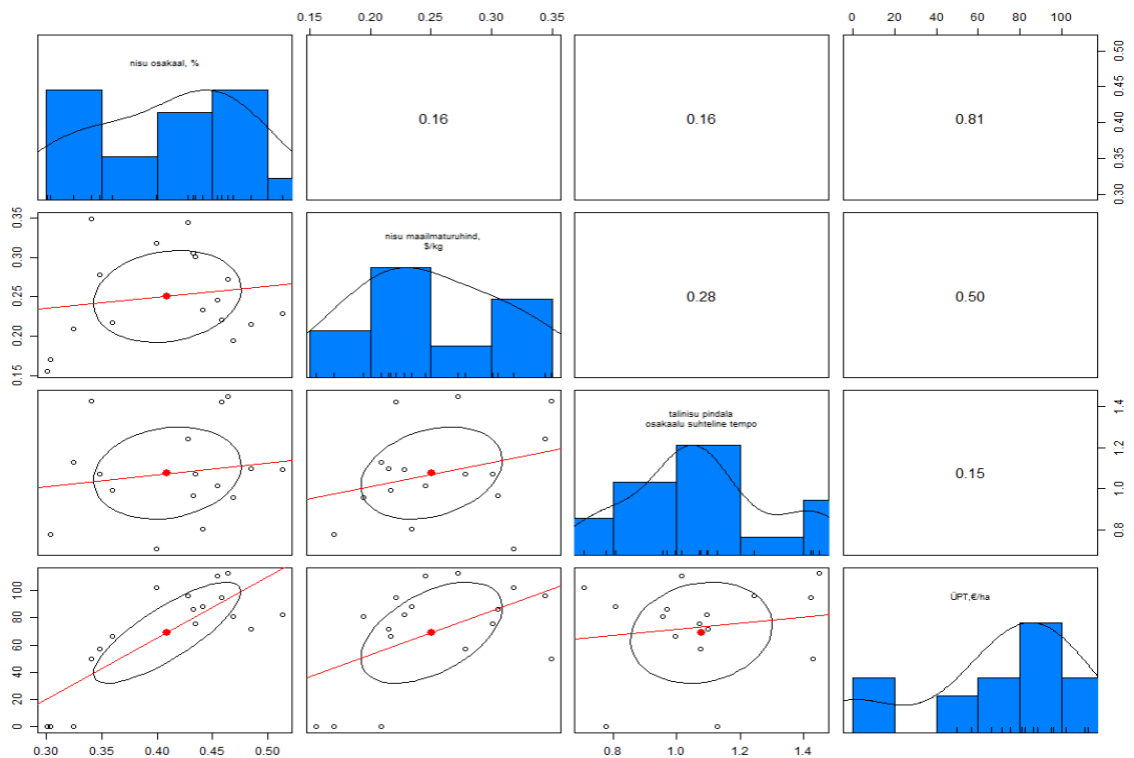 0.15 0.20 0.25 0.30 0.35
0 20 40 60 80 100
nisu osakaal, %
0.16
0.16
0.81
0.30 0.35 0.40 0.45 0.50
0.15 0.20 0.25 0.30 0.35
nisu maailmaturuhind,
$/kg
0.28
0.50
talinisu pindala
osakaalu suhteline tempo
0.15
0.8 1.0 1.2 1.4
0 20 40 60 80 100
ÜPT,€/ha
0.30 0.35 0.40 0.45 0.50
0.8 1.0 1.2 1.4